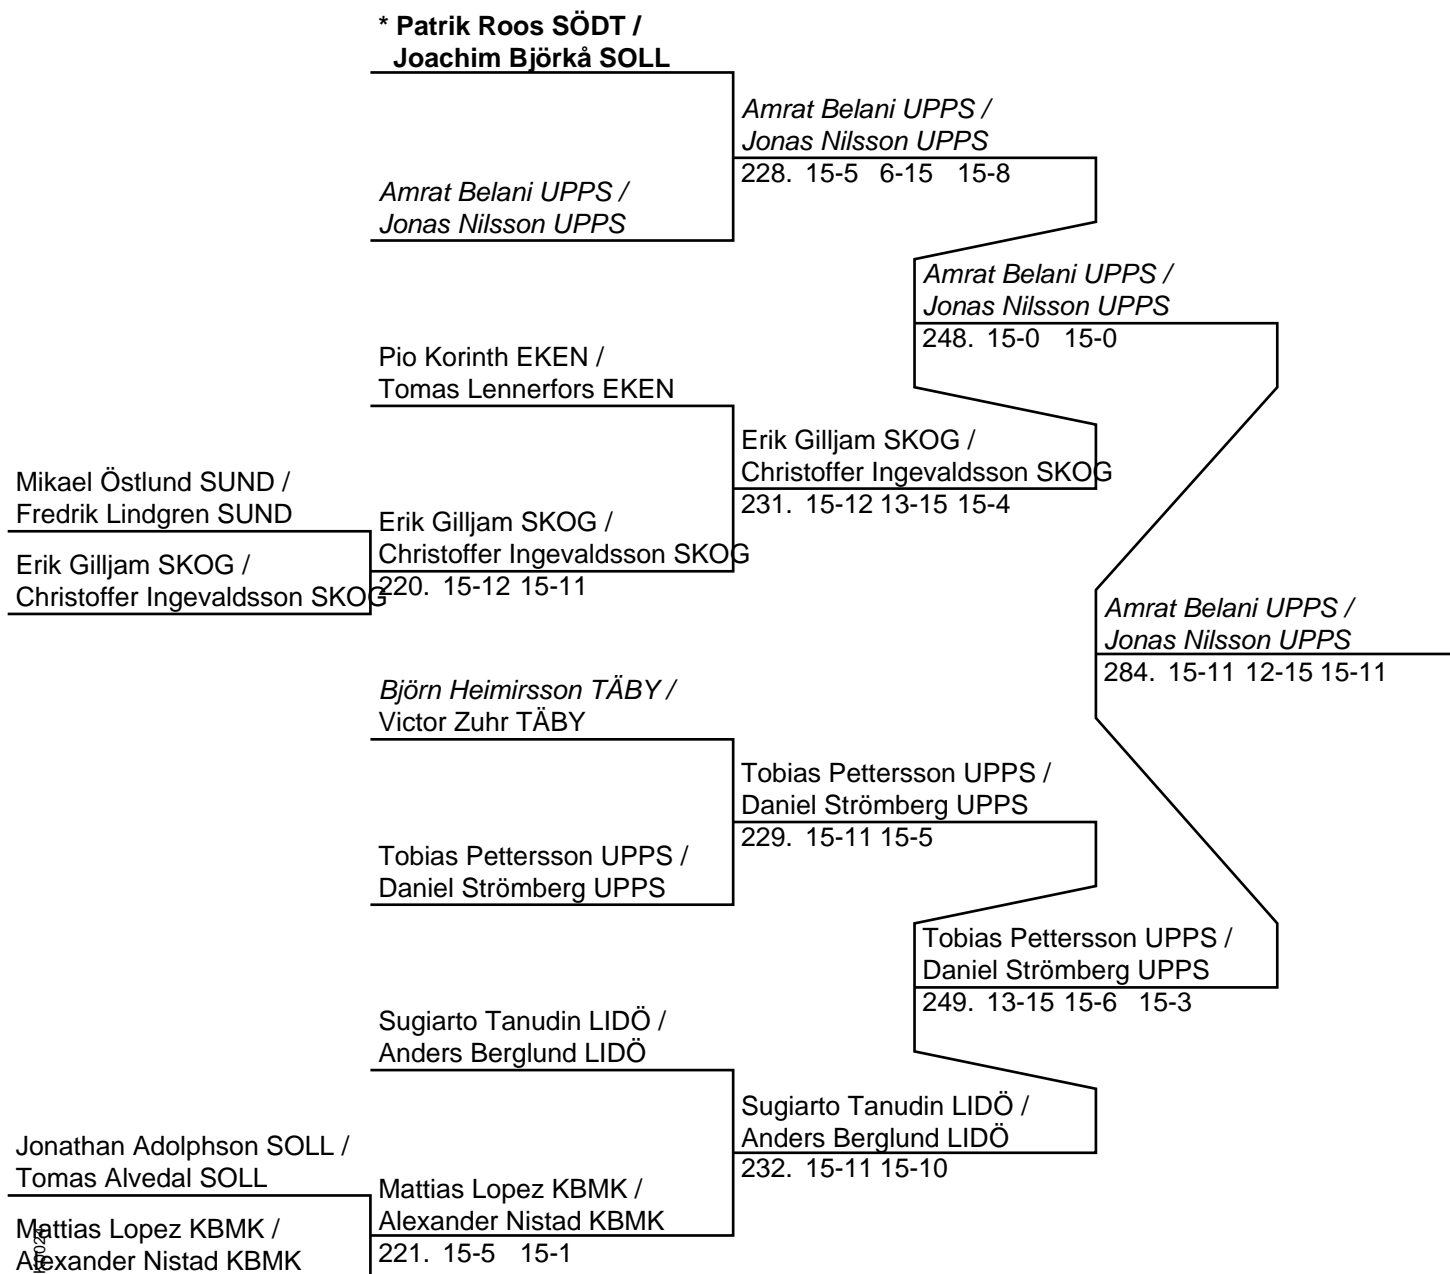 * Patrik Roos SÖDT /
Joachim Björkå SOLL
Amrat Belani UPPS /
Jonas Nilsson UPPS
228. 15-5 6-15 15-8
Amrat Belani UPPS /
Jonas Nilsson UPPS
Amrat Belani UPPS /
Jonas Nilsson UPPS
248. 15-0 15-0
Pio Korinth EKEN /
Tomas Lennerfors EKEN
Erik Gilljam SKOG /
Christoffer Ingevaldsson SKOG
231. 15-12 13-15 15-4
Mikael Östlund SUND /
Fredrik Lindgren SUND
Erik Gilljam SKOG /
Christoffer Ingevaldsson SKOG
220. 15-12 15-11
Erik Gilljam SKOG /
Christoffer Ingevaldsson SKOG
Amrat Belani UPPS /
Jonas Nilsson UPPS
284. 15-11 12-15 15-11
Björn Heimirsson TÄBY /
Victor Zuhr TÄBY
Tobias Pettersson UPPS /
Daniel Strömberg UPPS
229. 15-11 15-5
Tobias Pettersson UPPS /
Daniel Strömberg UPPS
Tobias Pettersson UPPS /
Daniel Strömberg UPPS
249. 13-15 15-6 15-3
Sugiarto Tanudin LIDÖ /
Anders Berglund LIDÖ
Sugiarto Tanudin LIDÖ /
Anders Berglund LIDÖ
232. 15-11 15-10
Jonathan Adolphson SOLL /
Tomas Alvedal SOLL
Mattias Lopez KBMK /
Alexander Nistad KBMK
221. 15-5 15-1
Mattias Lopez KBMK /
Alexander Nistad KBMK